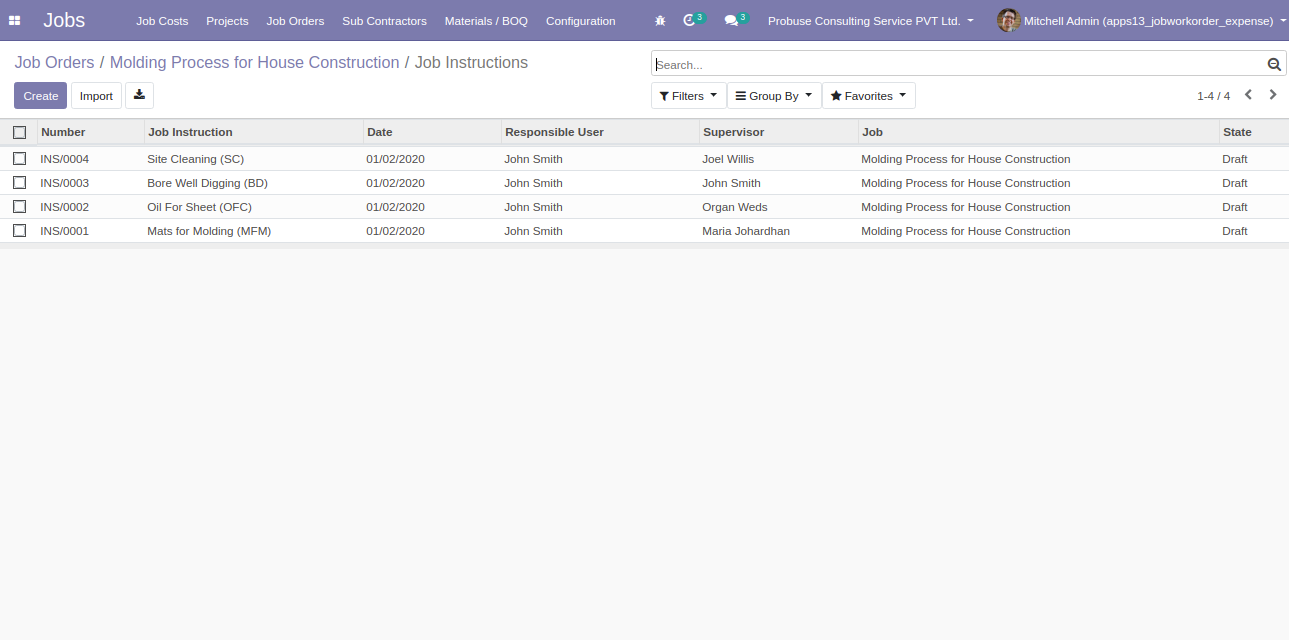 Jobs Job Costs Projects Job Orders Sub Contractors Materials / BOQ Configuration 3 3 Probuse Consulting Service PVT Ltd. Mitchell Admin (apps13_jobworkorder_expense)
Job Orders / Molding Process for House Construction / Job Instructions Search...
Create Import Filters Group By Favorites 1-4 / 4
Number Job Instruction Date Responsible User Supervisor Job State
INS/0004 Site Cleaning (SC) 01/02/2020 John Smith Joel Willis Molding Process for House Construction Draft
INS/0003 Bore Well Digging (BD) 01/02/2020 John Smith John Smith Molding Process for House Construction Draft
INS/0002 Oil For Sheet (OFC) 01/02/2020 John Smith Organ Weds Molding Process for House Construction Draft
INS/0001 Mats for Molding (MFM) 01/02/2020 John Smith Maria Johardhan Molding Process for House Construction Draft